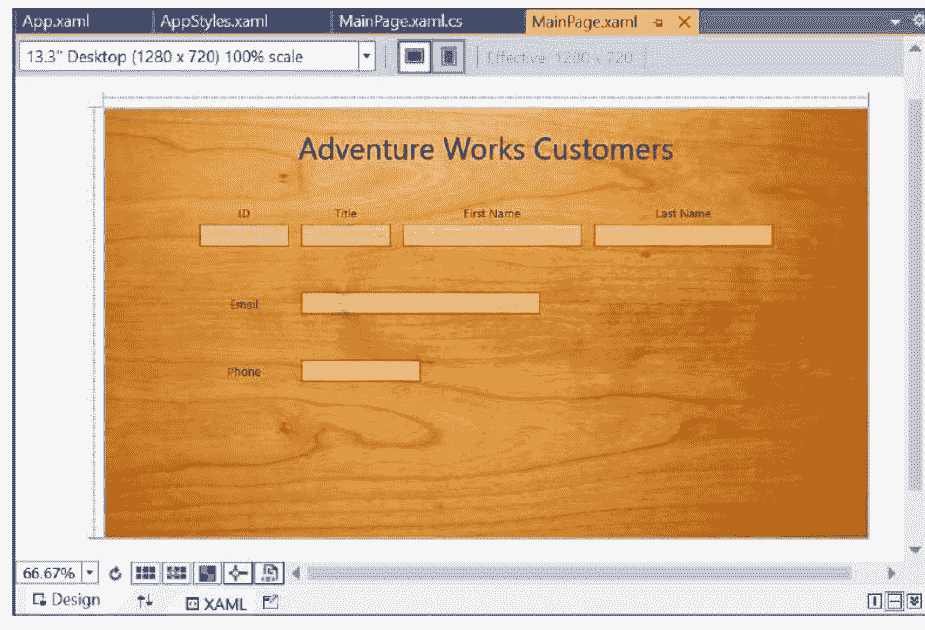 App.xaml AppStyles.xaml MainPage.xaml.cs MainPage.xaml
13.3" Desktop (1280 x 720) 100% scale Effective: 1280 x 720
Adventure Works Customers
ID Title First Name Last Name
Email
Phone
66.67%
Design XAML